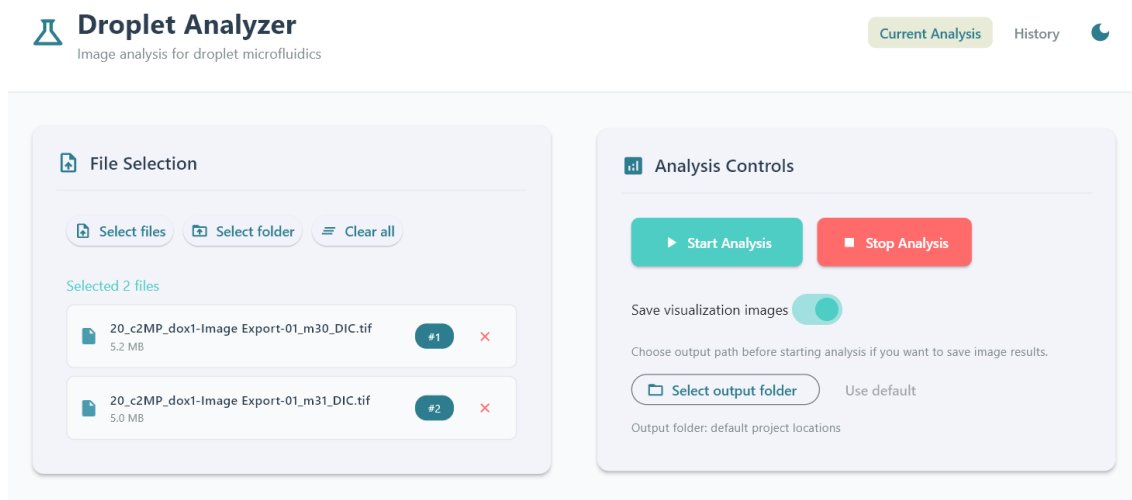 Droplet Analyzer
Image analysis for droplet microfluidics
Current Analysis
History
File Selection
Select files
Select folder
Clear all
Selected 2 files
20_c2MP_dox1-Image Export-01_m30_DIC.tif
5.2 MB
#1
20_c2MP_dox1-Image Export-01_m31_DIC.tif
5.0 MB
#2
Analysis Controls
Start Analysis
Stop Analysis
Save visualization images
Choose output path before starting analysis if you want to save image results.
Select output folder
Use default
Output folder: default project locations